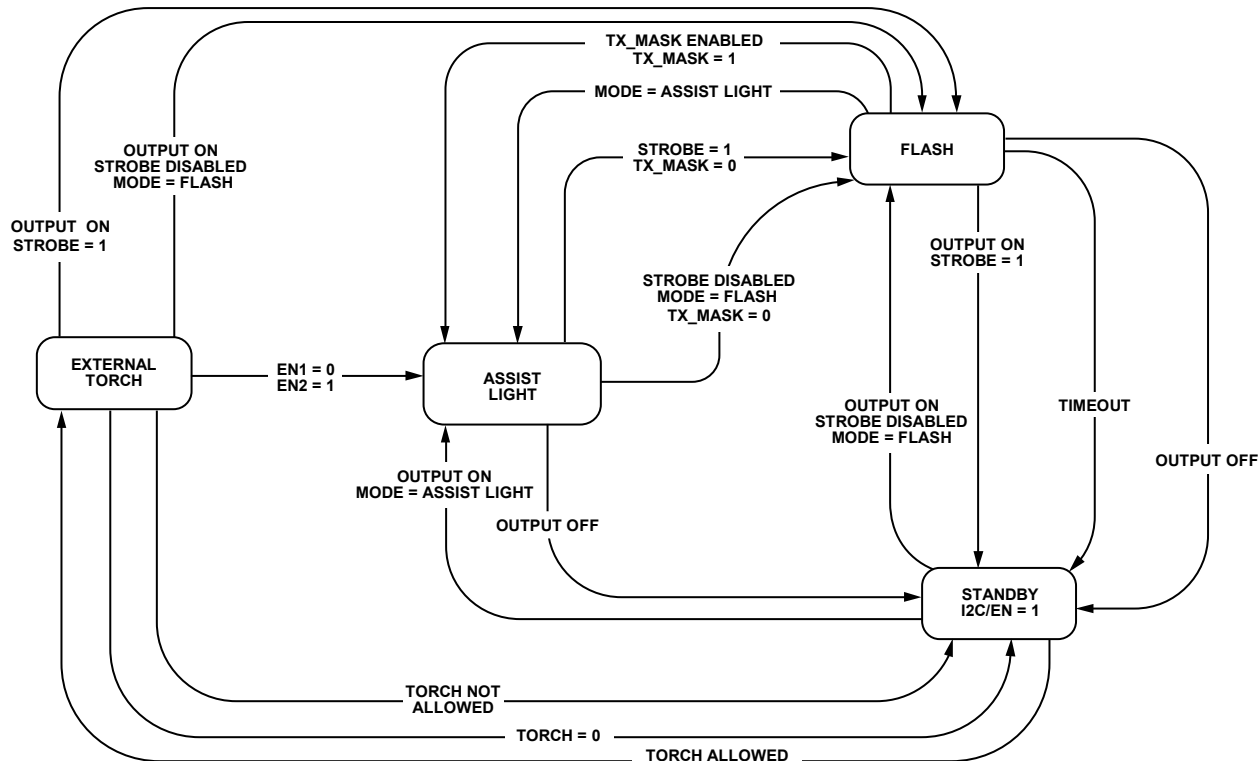 TX_MASK ENABLED
TX_MASK = 1
MODE = ASSIST LIGHT
OUTPUT ON
STROBE DISABLED
MODE = FLASH
STROBE = 1
TX_MASK = 0
FLASH
OUTPUT ON
STROBE = 1
OUTPUT ON
STROBE = 1
STROBE DISABLED
MODE = FLASH
TX_MASK = 0
EXTERNAL
TORCH
EN1 = 0
EN2 = 1
ASSIST
LIGHT
OUTPUT ON
STROBE DISABLED
MODE = FLASH
TIMEOUT
OUTPUT OFF
OUTPUT ON
MODE = ASSIST LIGHT
OUTPUT OFF
STANDBY
I2C/EN = 1
TORCH NOT
ALLOWED
TORCH = 0
TORCH ALLOWED